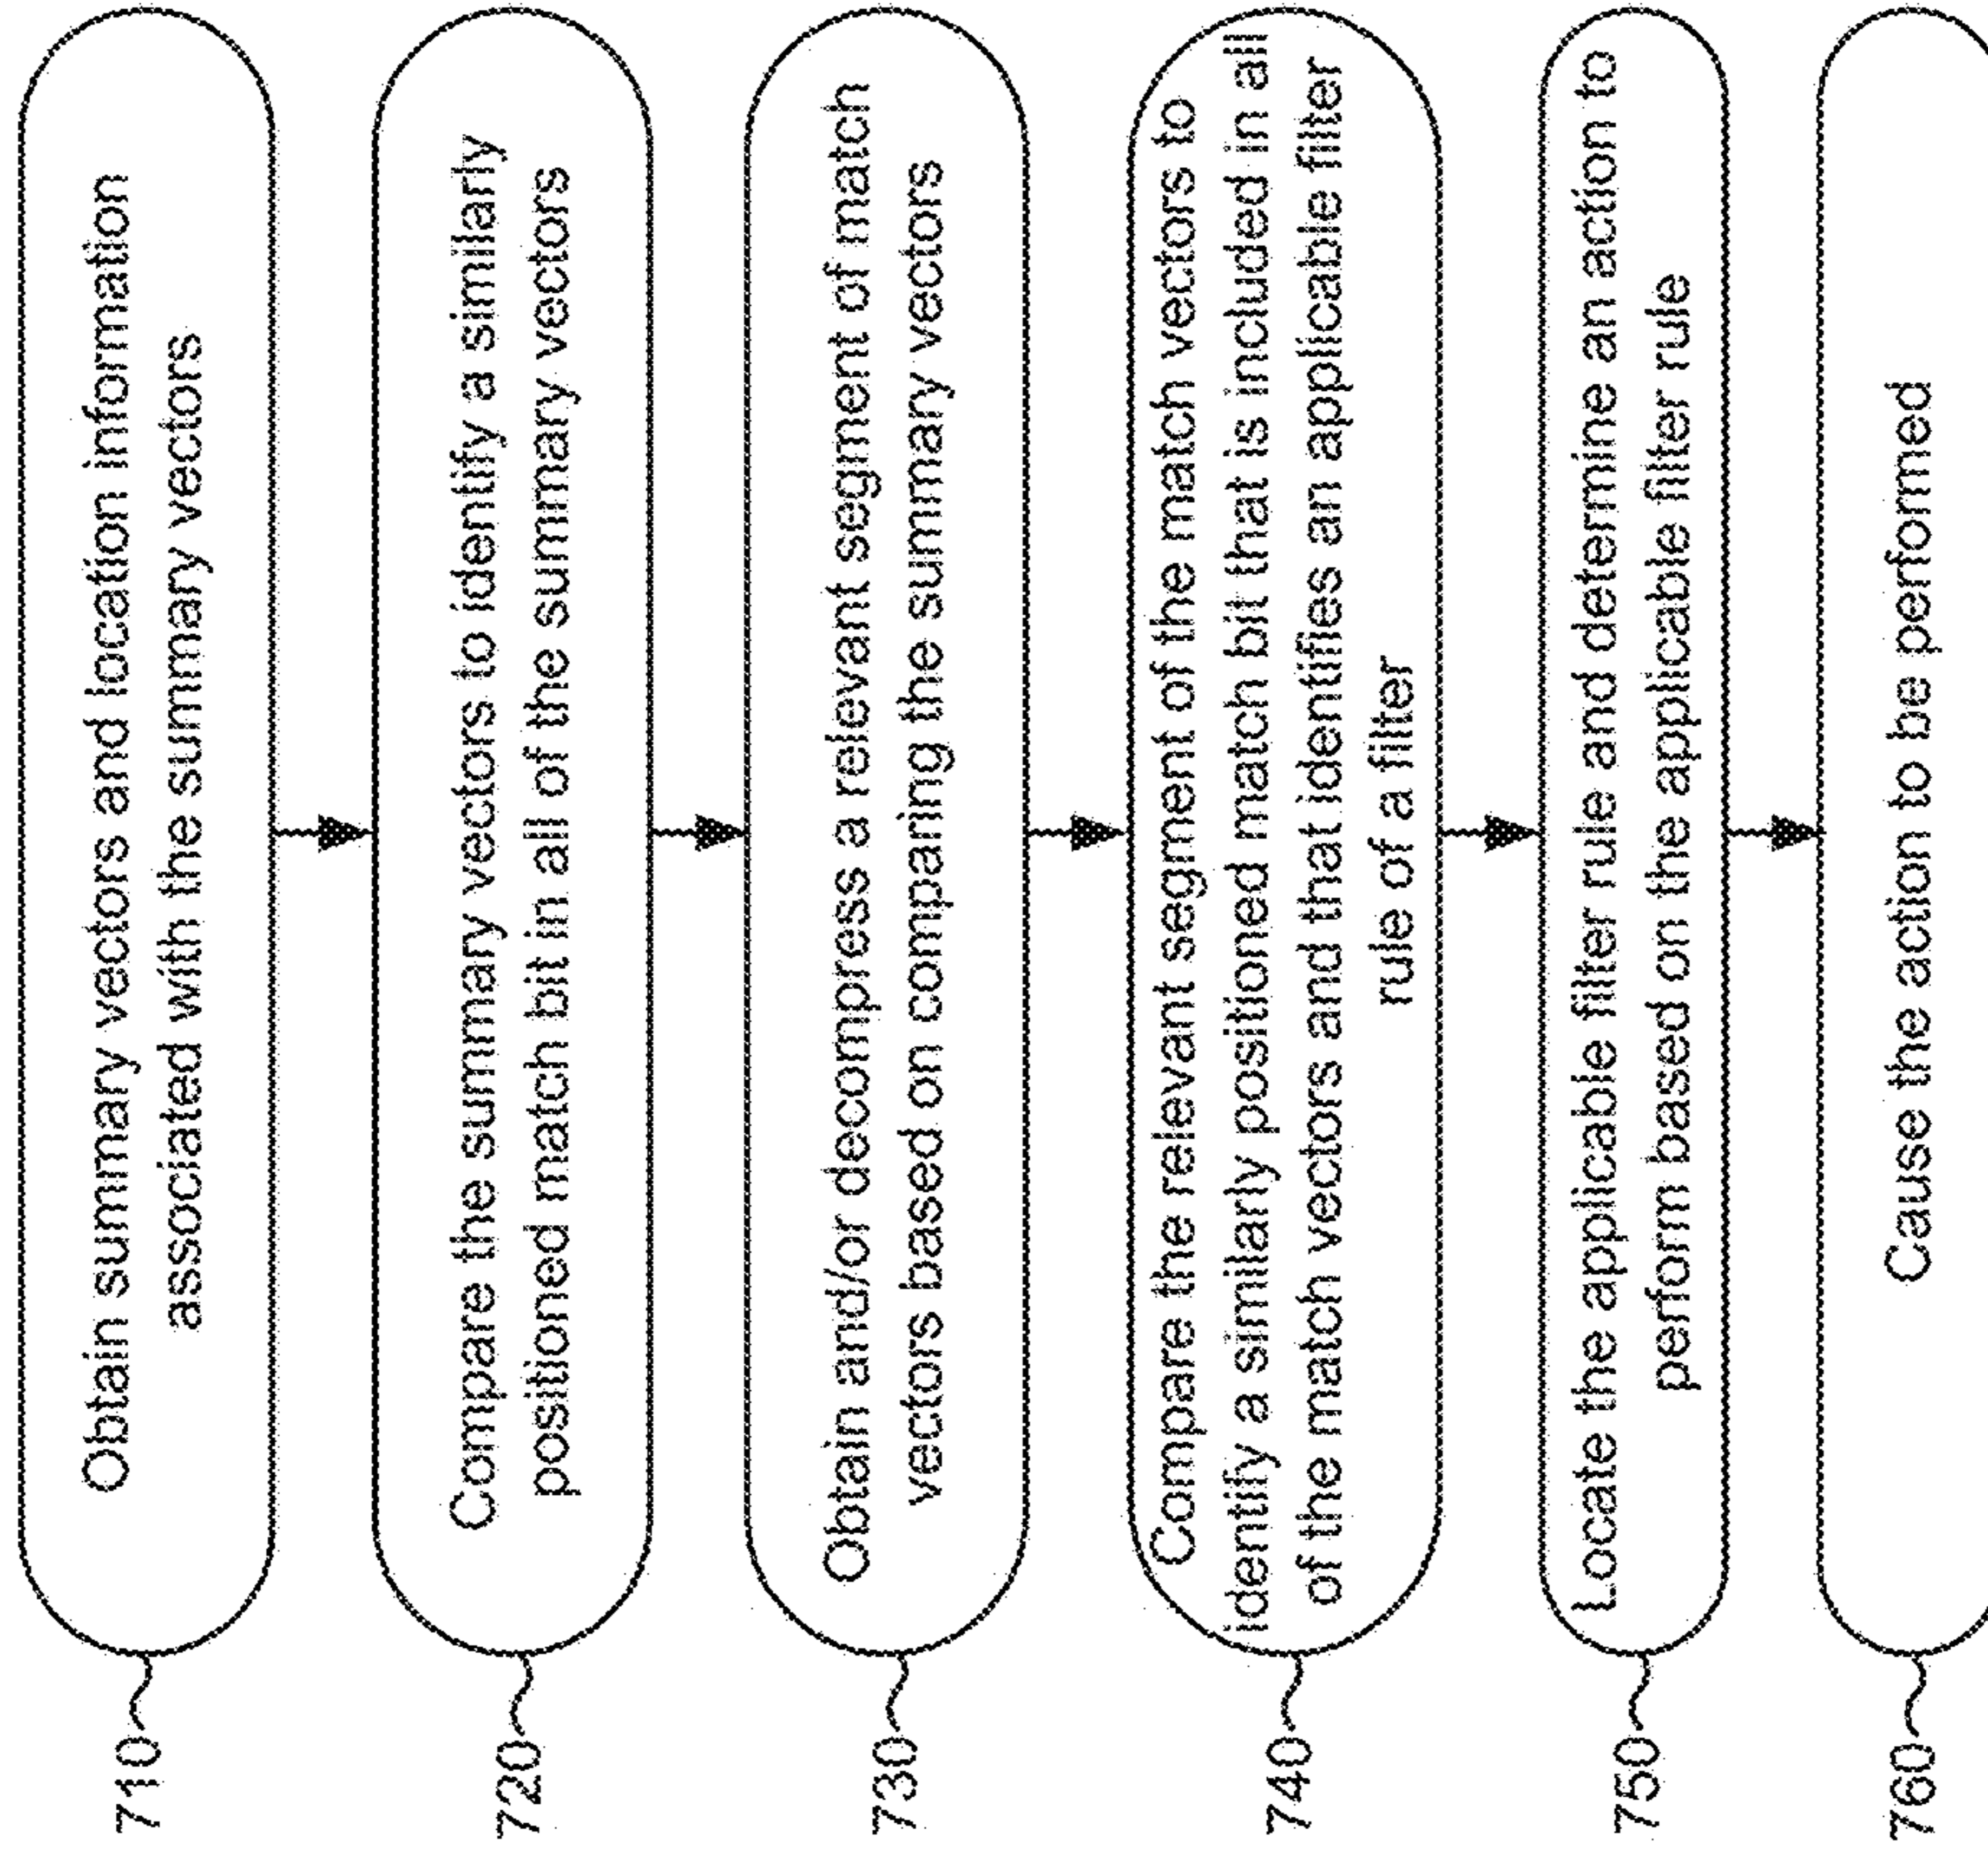 710
Obtain summary vectors and location information
associated with the summary vectors
720
Compare the summary vectors to identify a similarly
positioned match bit in all of the summary vectors
730
Obtain and/or decompress a relevant segment of match
vectors based on comparing the summary vectors
740
Compare the relevant segment of the match vectors to
identify a similarly positioned match bit that is included in all
of the match vectors and that identifies an applicable filter
rule of a filter
750
Locate the applicable filter rule and determine an action to
perform based on the applicable filter rule
760
Cause the action to be performed